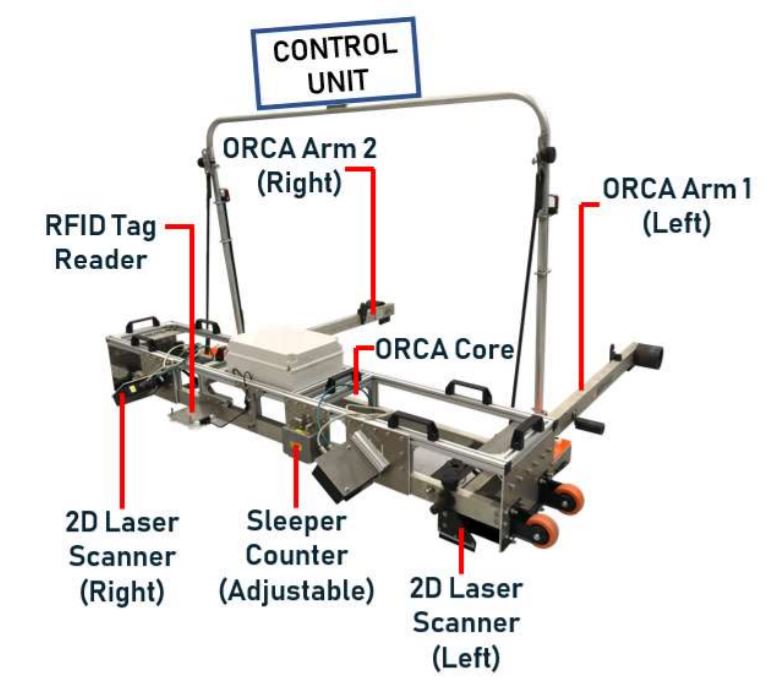 CONTROL
UNIT
ORCA Arm 2
(Right)
ORCA Arm 1
(Left)
RFID Tag
Reader
ORCA Core
2D Laser
Scanner
(Right)
Sleeper
Counter
(Adjustable)
2D Laser
Scanner
(Left)